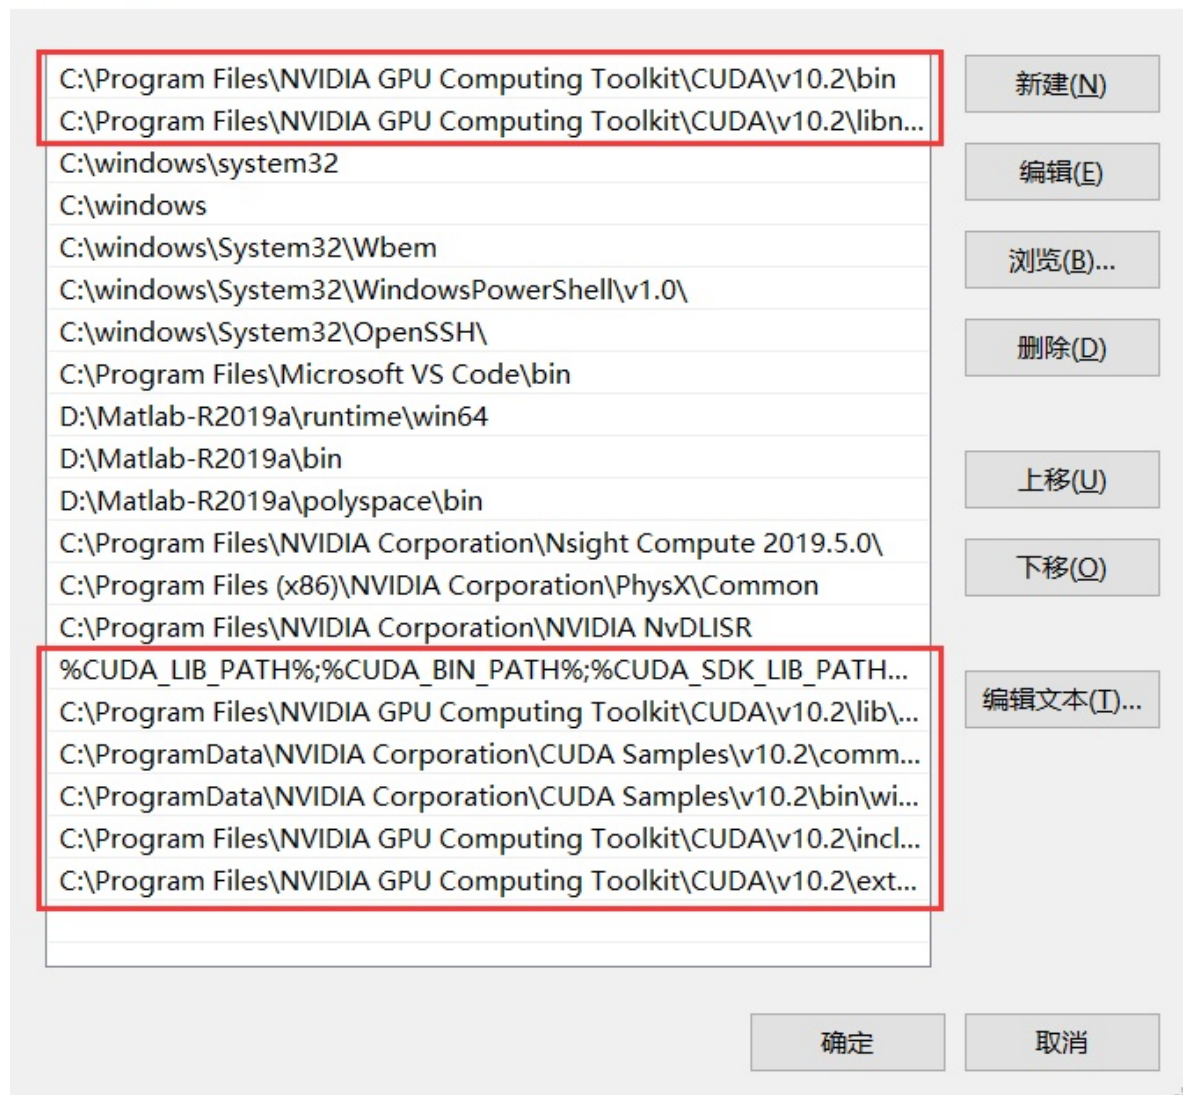 C:\Program Files\NVIDIA GPU Computing Toolkit\CUDA\v10.2\bin
C:\Program Files\NVIDIA GPU Computing Toolkit\CUDA\v10.2\libn...
C:\windows\system32
C:\windows
C:\windows\System32\Wbem
C:\windows\System32\WindowsPowerShell\v1.0\
C:\windows\System32\OpenSSH\
C:\Program Files\Microsoft VS Code\bin
D:\Matlab-R2019a\runtime\win64
D:\Matlab-R2019a\bin
D:\Matlab-R2019a\polyspace\bin
C:\Program Files\NVIDIA Corporation\Nsight Compute 2019.5.0\
C:\Program Files (x86)\NVIDIA Corporation\PhysX\Common
C:\Program Files\NVIDIA Corporation\NVIDIA NvDLISR
%CUDA_LIB_PATH%;%CUDA_BIN_PATH%;%CUDA_SDK_LIB_PATH...
C:\Program Files\NVIDIA GPU Computing Toolkit\CUDA\v10.2\lib\...
C:\ProgramData\NVIDIA Corporation\CUDA Samples\v10.2\comm...
C:\ProgramData\NVIDIA Corporation\CUDA Samples\v10.2\bin\wi...
C:\Program Files\NVIDIA GPU Computing Toolkit\CUDA\v10.2\incl...
C:\Program Files\NVIDIA GPU Computing Toolkit\CUDA\v10.2\ext...
新建(N)
编辑(E)
浏览(B)...
删除(D)
上移(U)
下移(O)
编辑文本(T)...
确定
取消